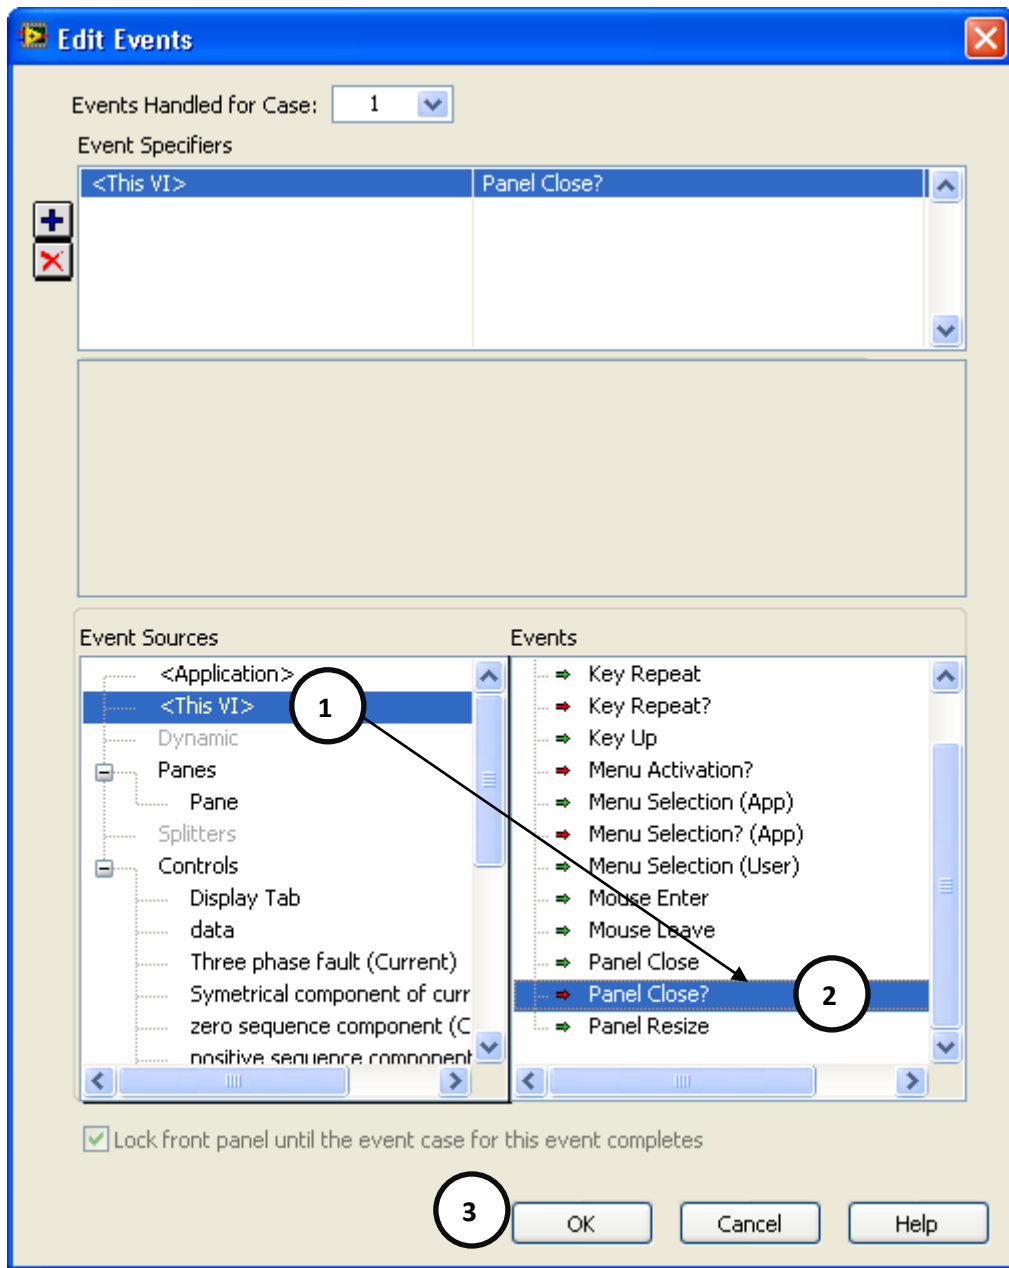 Edit Events
Events Handled for Case: 1
Event Specifiers
<This VI> Panel Close?
Event Sources
<Application>
<This VI> 1
Dynamic
Panes
Pane
Splitters
Controls
Display Tab
data
Three phase fault (Current)
Symetrical component of curr
zero sequence component (C
positive sequence component
Events
Key Repeat
Key Repeat?
Key Up
Menu Activation?
Menu Selection (App)
Menu Selection? (App)
Menu Selection (User)
Mouse Enter
Mouse Leave
Panel Close
Panel Close? 2
Panel Resize
Lock front panel until the event case for this event completes
3 OK Cancel Help